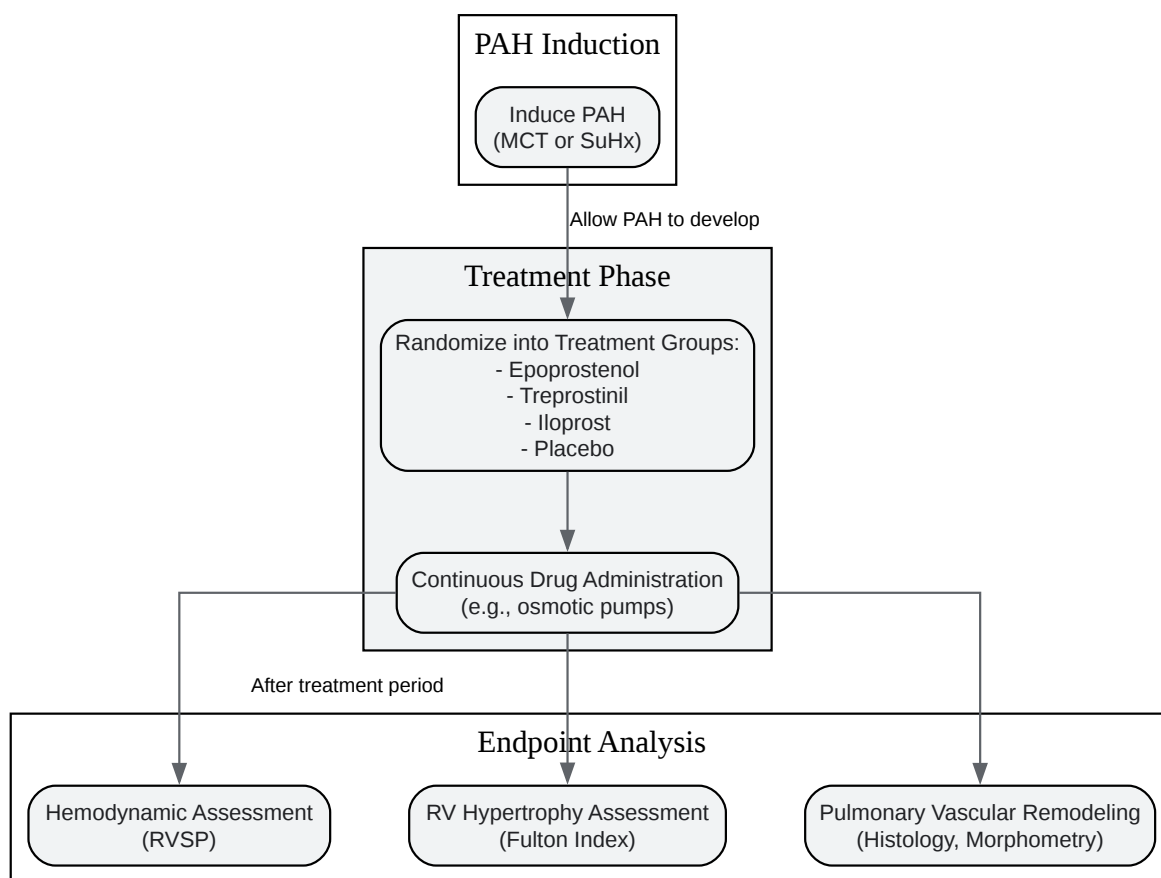 PAH Induction
Induce PAH
(MCT or SuHx)
Allow PAH to develop
Treatment Phase
Randomize into Treatment Groups:
- Epoprostenol
- Treprostinil
- Iloprost
- Placebo
Continuous Drug Administration
(e.g., osmotic pumps)
After treatment period
Endpoint Analysis
Hemodynamic Assessment
(RVSP)
RV Hypertrophy Assessment
(Fulton Index)
Pulmonary Vascular Remodeling
(Histology, Morphometry)